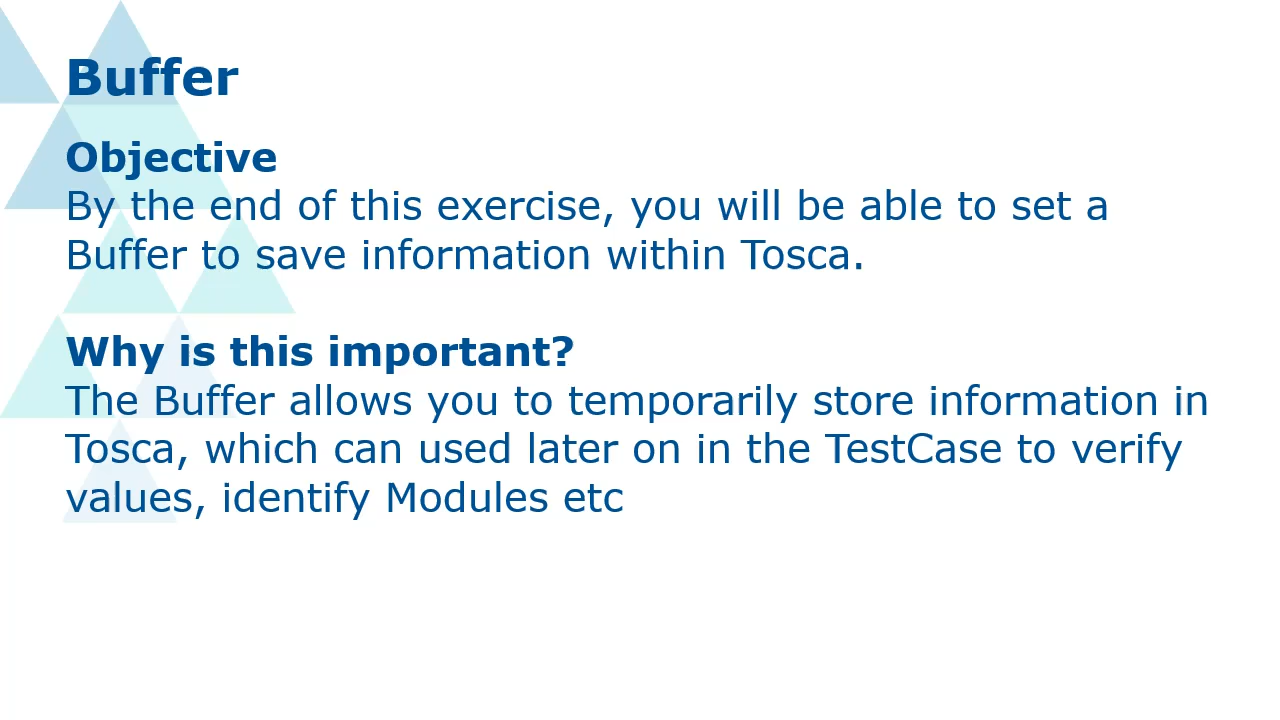 Buffer
Objective
By the end of this exercise, you will be able to set a
Buffer to save information within Tosca.
Why is this important?
The Buffer allows you to temporarily store information in
Tosca, which can used later on in the TestCase to verify
values, identify Modules etc